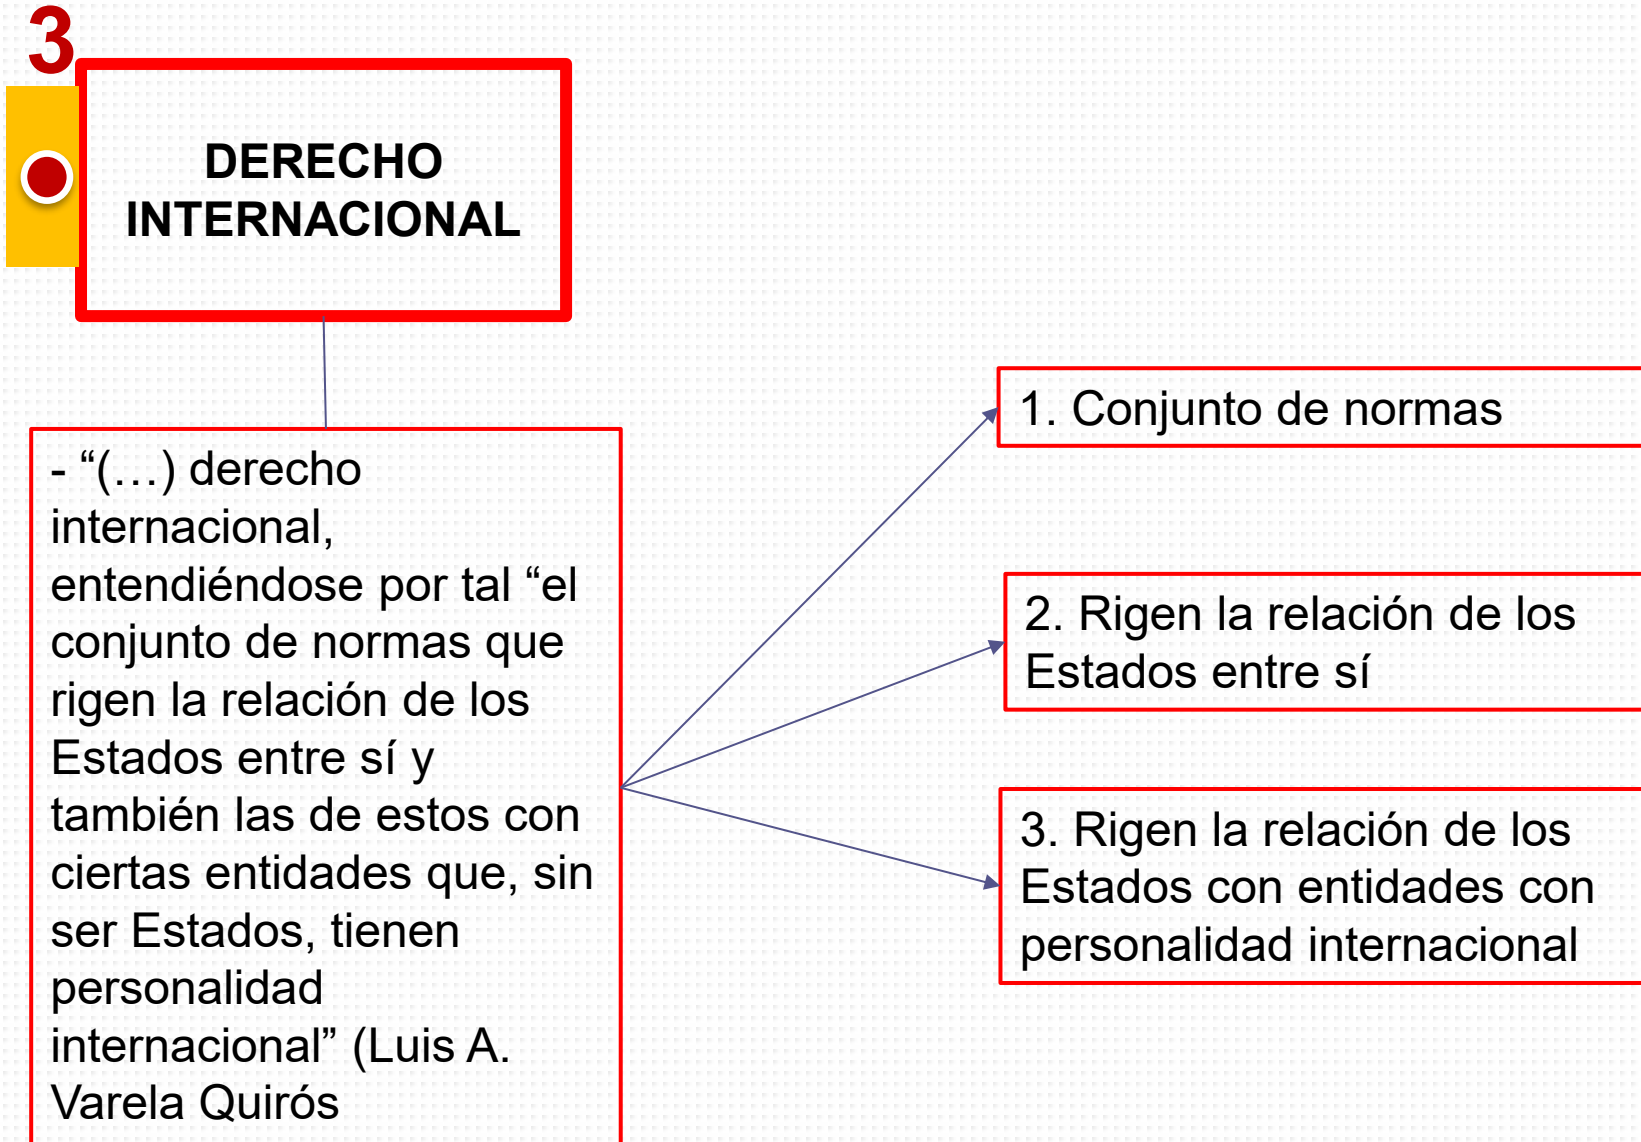 3
DERECHO
INTERNACIONAL
- “(…) derecho
internacional,
entendiéndose por tal “el
conjunto de normas que
rigen la relación de los
Estados entre sí y
también las de estos con
ciertas entidades que, sin
ser Estados, tienen
personalidad
internacional” (Luis A.
Varela Quirós
1. Conjunto de normas
2. Rigen la relación de los
Estados entre sí
3. Rigen la relación de los
Estados con entidades con
personalidad internacional